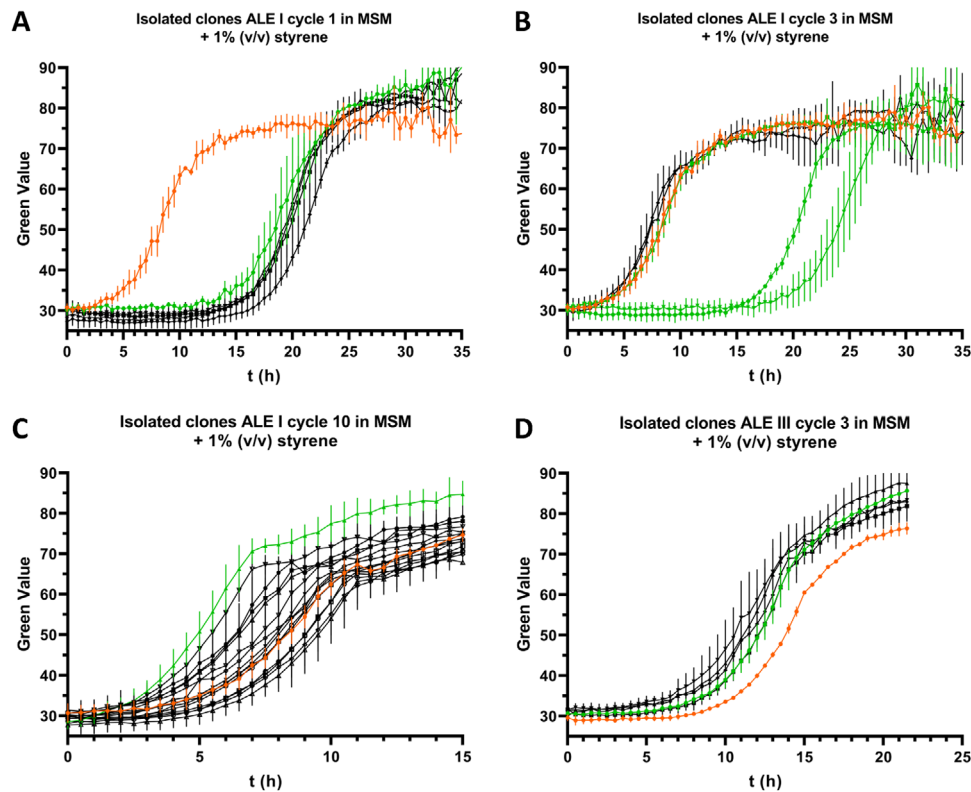 A
Isolated clones ALE I cycle 1 in MSM
+ 1% (v/v) styrene
90
80
70
60
50
40
30
Green Value
0 5 10 15 20 25 30 35
t (h)
B
Isolated clones ALE I cycle 3 in MSM
+ 1% (v/v) styrene
90
80
70
60
50
40
30
Green Value
0 5 10 15 20 25 30 35
t (h)
C
Isolated clones ALE I cycle 10 in MSM
+ 1% (v/v) styrene
90
80
70
60
50
40
30
Green Value
0 5 10 15
t (h)
D
Isolated clones ALE III cycle 3 in MSM
+ 1% (v/v) styrene
90
80
70
60
50
40
30
Green Value
0 5 10 15 20 25
t (h)